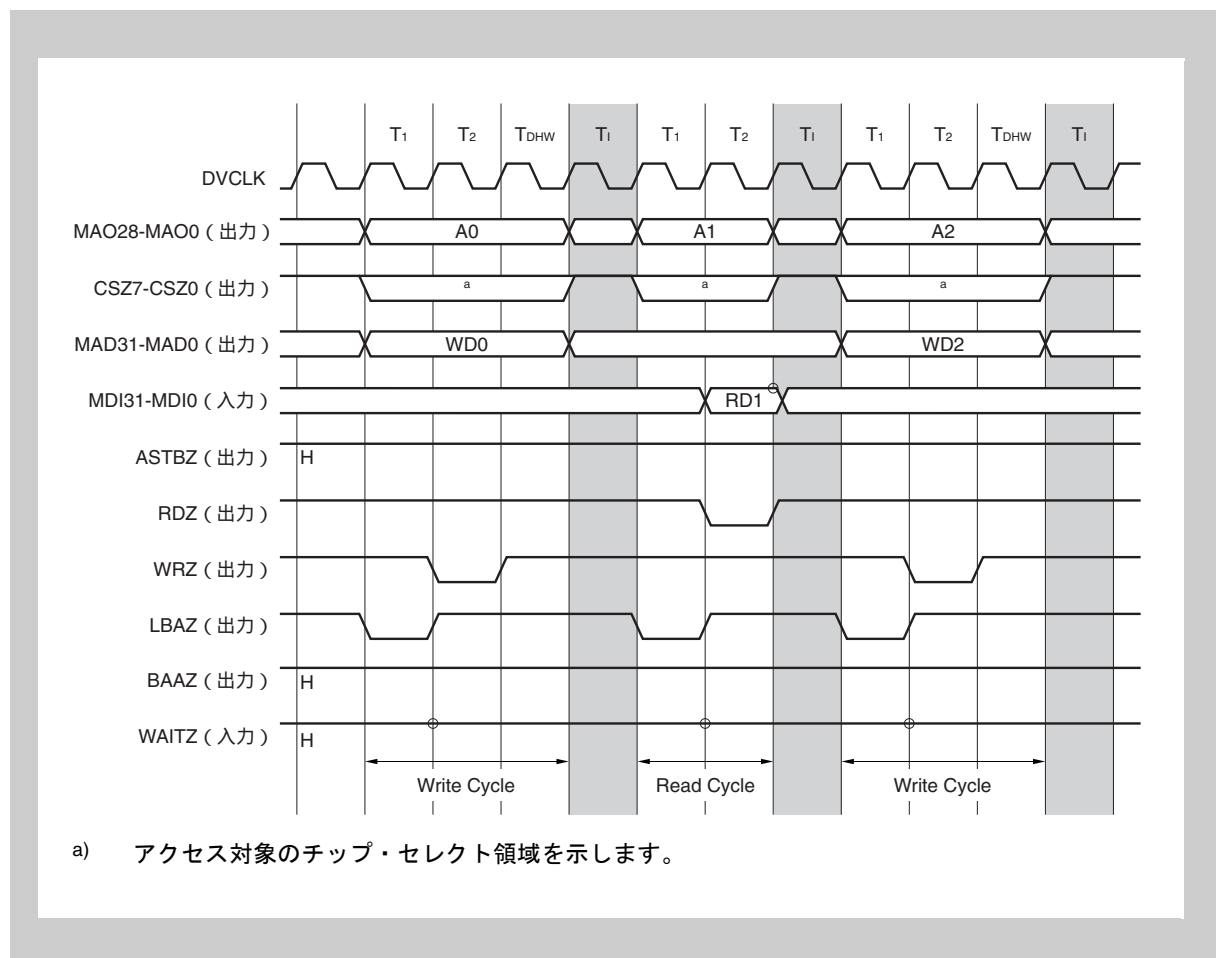 T1 T2 TDHW TI T1 T2 TI T1 T2 TDHW TI
DVCLK
MAO28-MAO0（出力） A0 A1 A2
CSZ7-CSZ0（出力） a a a
MAD31-MAD0（出力） WD0 WD2
MDI31-MDI0（入力） RD1
ASTBZ（出力） H
RDZ（出力）
WRZ（出力）
LBAZ（出力）
BAAZ（出力） H
WAITZ（入力） H
Write Cycle Read Cycle Write Cycle
a) アクセス対象のチップ・セレクト領域を示します。